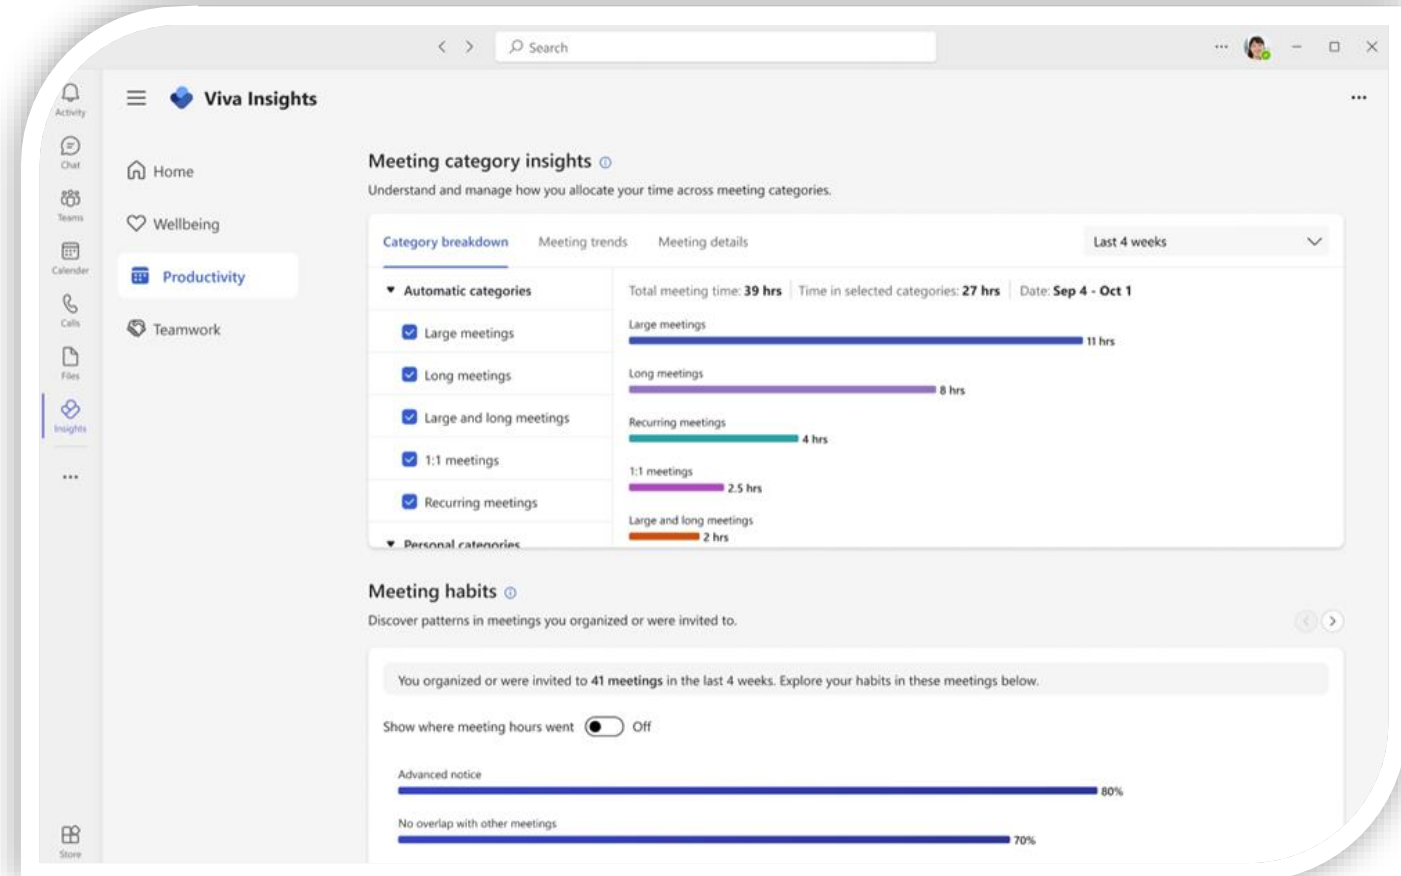 Search
Activity
Chat
Teams
Calender
Calls
Files
Insights
Store
Viva Insights
Home
Wellbeing
Productivity
Teamwork
Meeting category insights
Understand and manage how you allocate your time across meeting categories.
Category breakdown Meeting trends Meeting details Last 4 weeks
Automatic categories
Large meetings
Long meetings
Large and long meetings
1:1 meetings
Recurring meetings
Personal categories
Total meeting time: 39 hrs Time in selected categories: 27 hrs Date: Sep 4 - Oct 1
Large meetings
11 hrs
Long meetings
8 hrs
Recurring meetings
4 hrs
1:1 meetings
2.5 hrs
Large and long meetings
2 hrs
Meeting habits
Discover patterns in meetings you organized or were invited to.
You organized or were invited to 41 meetings in the last 4 weeks. Explore your habits in these meetings below.
Show where meeting hours went Off
Advanced notice
80%
No overlap with other meetings
70%